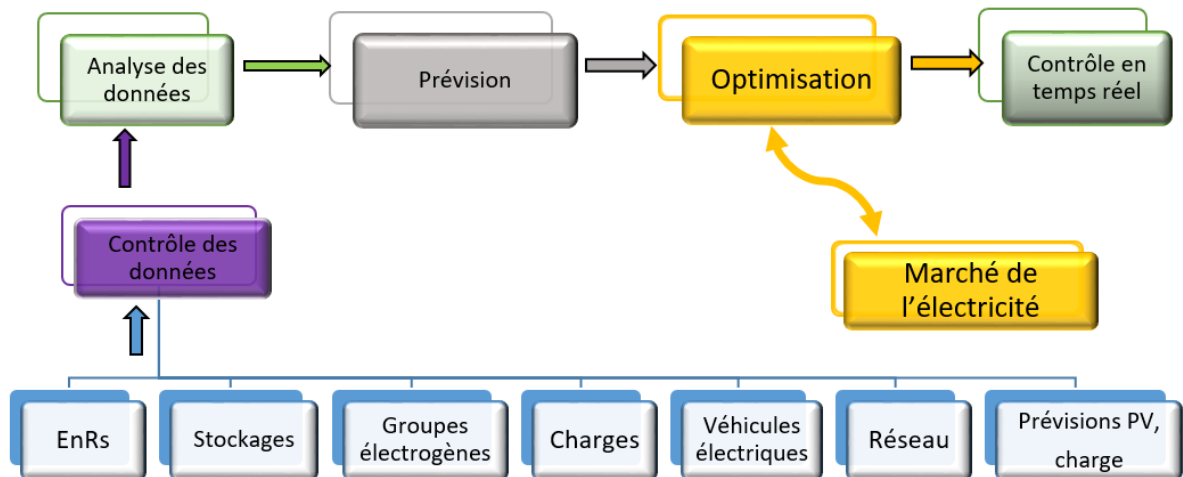 Analyse des
données
Prévision
Optimisation
Contrôle en
temps réel
Contrôle des
données
Marché de
l’électricité
EnRs
Stockages
Groupes
électrogènes
Charges
Véhicules
électriques
Réseau
Prévisions PV,
charge